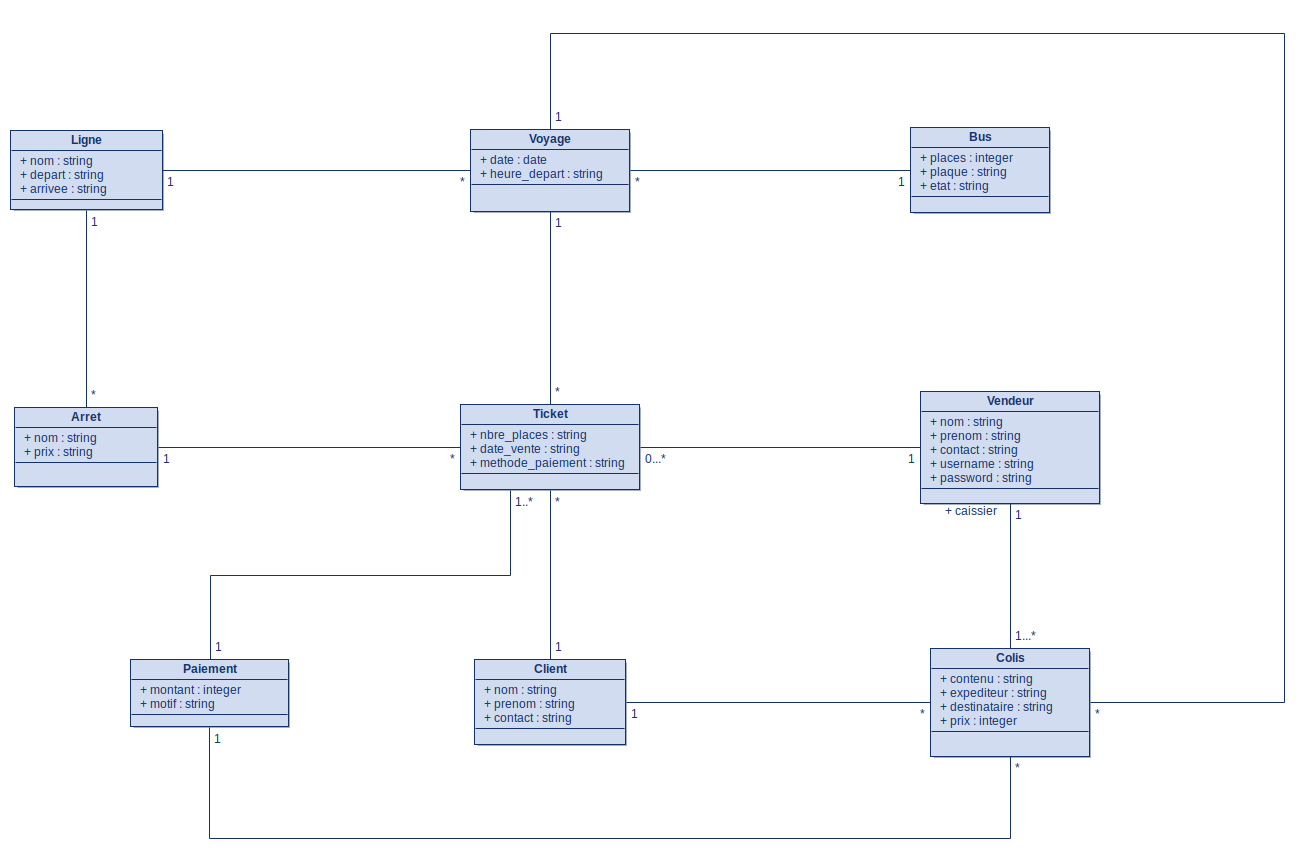 1
Ligne
+ nom : string
+ depart : string
+ arrivee : string
1
1
Voyage
+ date : date
+ heure_depart : string
*
*
1
Bus
+ places : integer
+ plaque : string
+ etat : string
1
*
Arret
+ nom : string
+ prix : string
1
*
Ticket
+ nbre_places : string
+ date_vente : string
+ methode_paiement : string
*
0...*
1..*
*
Vendeur
+ nom : string
+ prenom : string
+ contact : string
+ username : string
+ password : string
1
+ caissier
1
1
Paiement
+ montant : integer
+ motif : string
1
1
Client
+ nom : string
+ prenom : string
+ contact : string
1
1...*
Colis
+ contenu : string
+ expediteur : string
+ destinataire : string
+ prix : integer
*
*
*